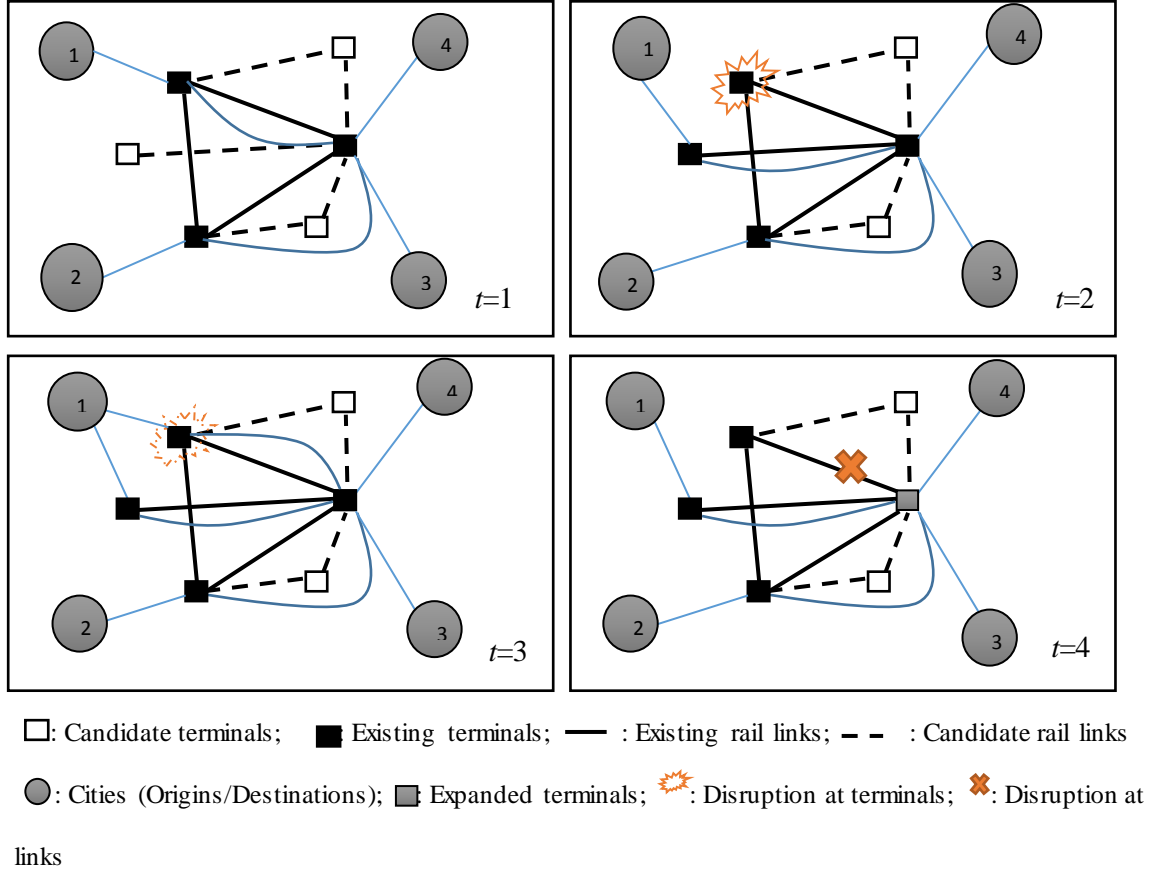 1
4
2
3
t=1
1
4
2
3
t=2
1
4
2
3
t=3
1
4
2
3
t=4
: Candidate terminals; : Existing terminals; : Existing rail links; : Candidate rail links
: Cities (Origins/Destinations); : Expanded terminals; : Disruption at terminals; : Disruption at
links